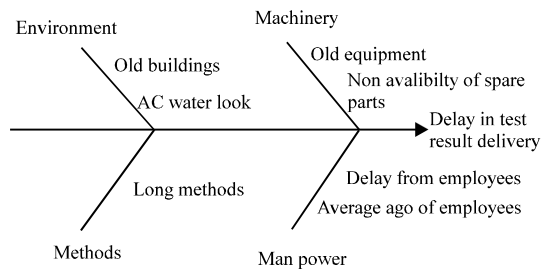 Environment
Machinery
Old buildings
Old equipment
AC water look
Non avalibilty of spare
parts
Delay in test
result delivery
Long methods
Delay from employees
Average ago of employees
Methods
Man power